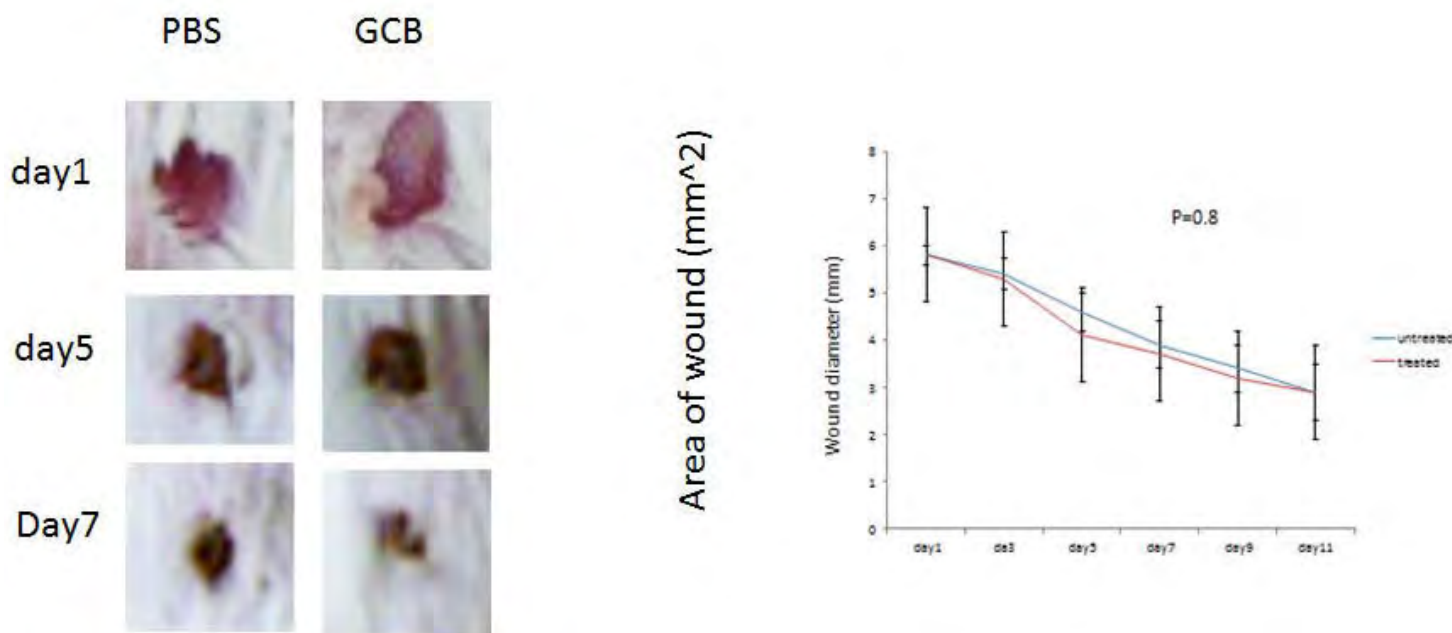 PBS GCB
day1
day5
Day7
Area of wound (mm^2)
Wound diameter (mm)
8
7
6
5
4
3
2
1
0
P=0.8
day1 da3 day5 day7 day9 day11
untreated
treated